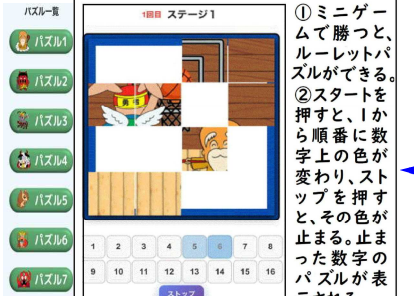 パズル一覧
パズル1
パズル2
パズル3
パズル4
パズル5
パズル6
パズル7
1回目 ステージ1
勇者
1 2 3 4 5 6 7 8
9 10 11 12 13 14 15 16
ストップ
①ミニゲー
ムで勝つと、
ルーレットパ
ズルができる。
②スタートを
押すと、1か
ら順番に数
字上の色が
変わり、スト
ップを押す
と、その色が
止まる。止ま
った数字の
パズルが表
示される